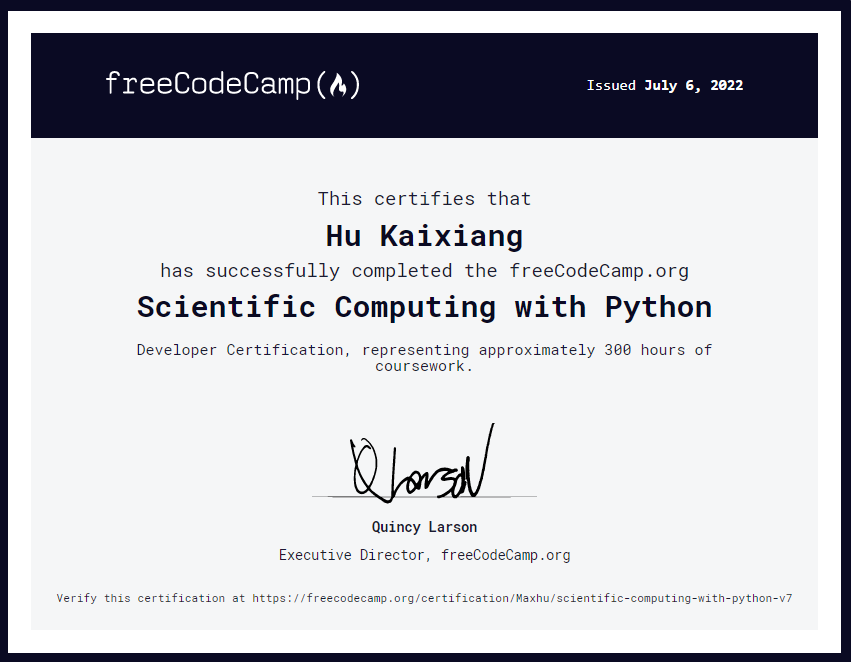 freeCodeCamp
Issued July 6, 2022
This certifies that
Hu Kaixiang
has successfully completed the freeCodeCamp.org
Scientific Computing with Python
Developer Certification, representing approximately 300 hours of
coursework.
Q Larson
Quincy Larson
Executive Director, freeCodeCamp.org
Verify this certification at https://freecodecamp.org/certification/Maxhu/scientific-computing-with-python-v7